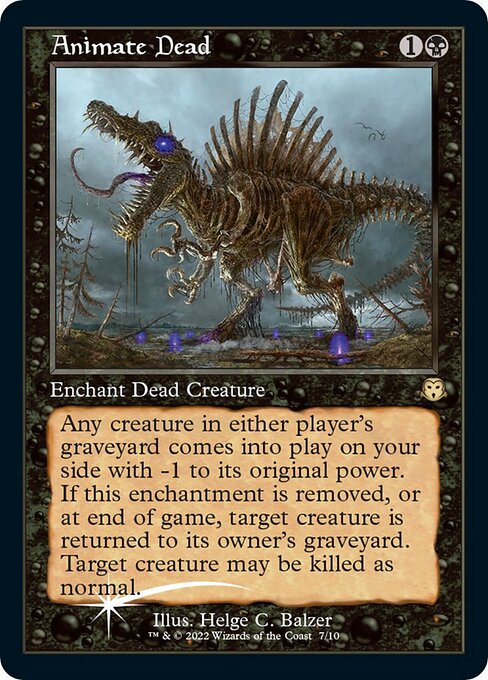 Animate Dead 1
Enchant Dead Creature
Any creature in either player's
graveyard comes into play on your
side with -1 to its original power.
If this enchantment is removed, or
at end of game, target creature is
returned to its owner's graveyard.
Target creature may be killed as
normal.
Illus. Helge C. Balzer
™ & © 2022 Wizards of the Coast 7/10